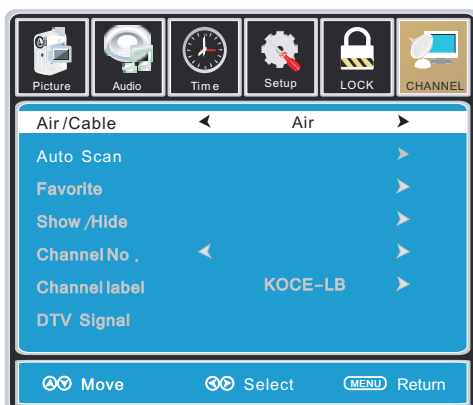 Picture Audio Time Setup LOCK CHANNEL
Air/Cable Air
Auto Scan
Favorite
Show/Hide
Channel No.
Channel label KOCE-LB
DTV Signal
Move Select MENU Return